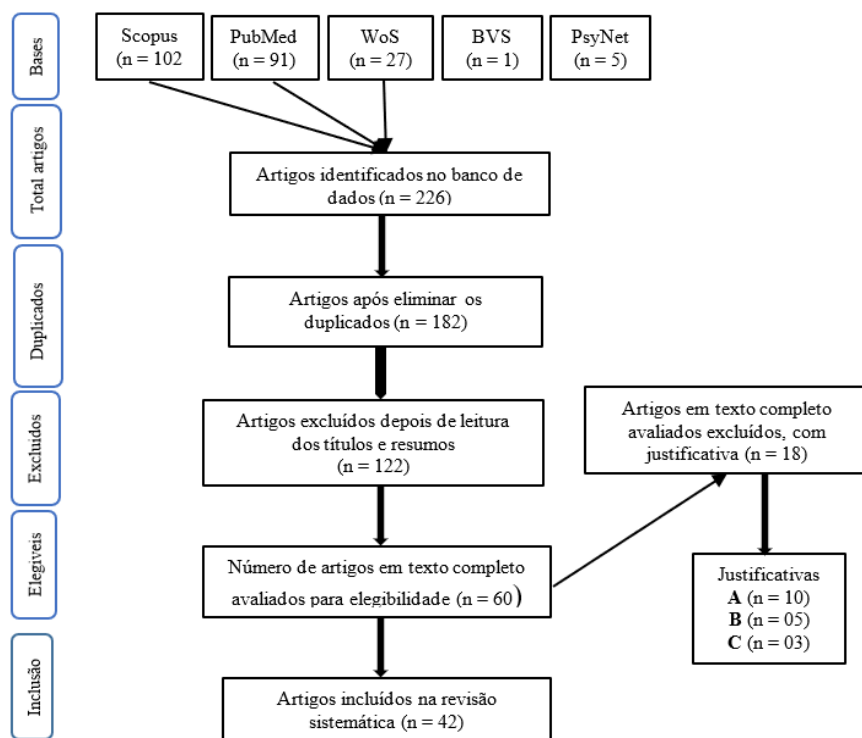 Bases
Scopus
(n = 102
PubMed
(n = 91)
WoS
(n = 27)
BVS
(n = 1)
PsyNet
(n = 5)
Total artigos
Artigos identificados no banco de
dados (n = 226)
Duplicados
Artigos após eliminar os
duplicados (n = 182)
Excluidos
Artigos excluídos depois de leitura
dos títulos e resumos
(n = 122)
Artigos em texto completo
avaliados excluídos, com
justificativa (n = 18)
Elegiveis
Número de artigos em texto completo
avaliados para elegibilidade (n = 60)
Justificativas
A (n = 10)
B (n = 05)
C (n = 03)
Inclusão
Artigos incluídos na revisão
sistemática (n = 42)